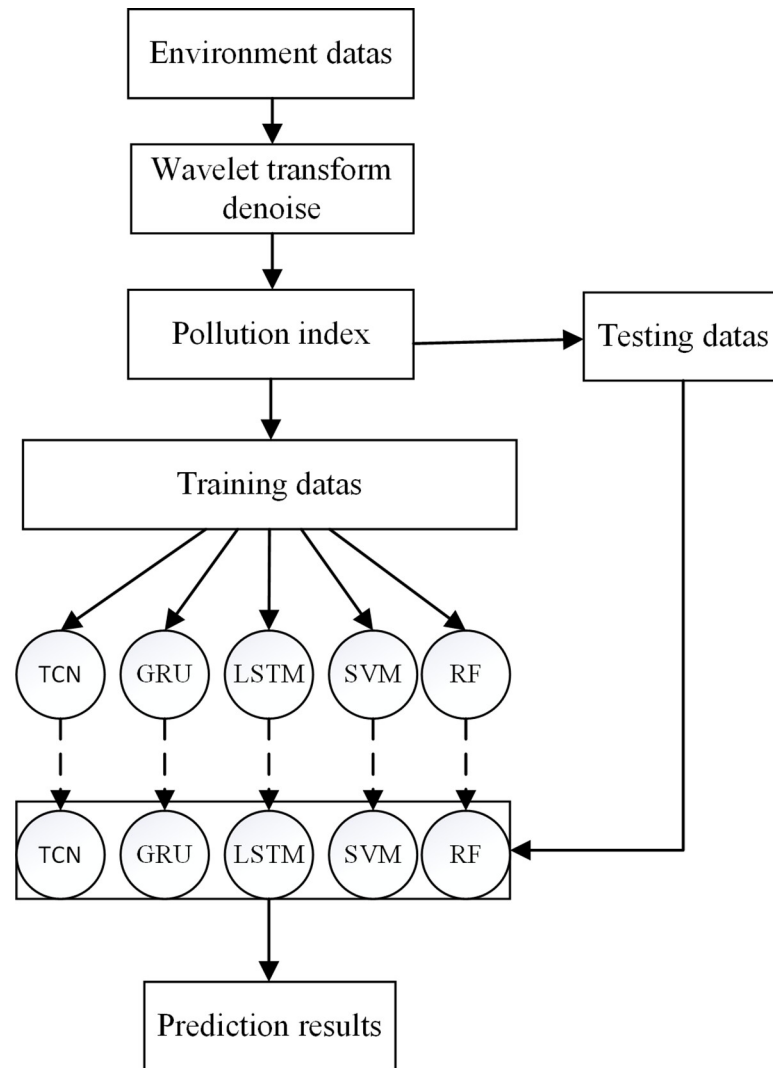 Environment datas
Wavelet transform
denoise
Pollution index
Testing datas
Training datas
TCN
GRU
LSTM
SVM
RF
TCN
GRU
LSTM
SVM
RF
Prediction results